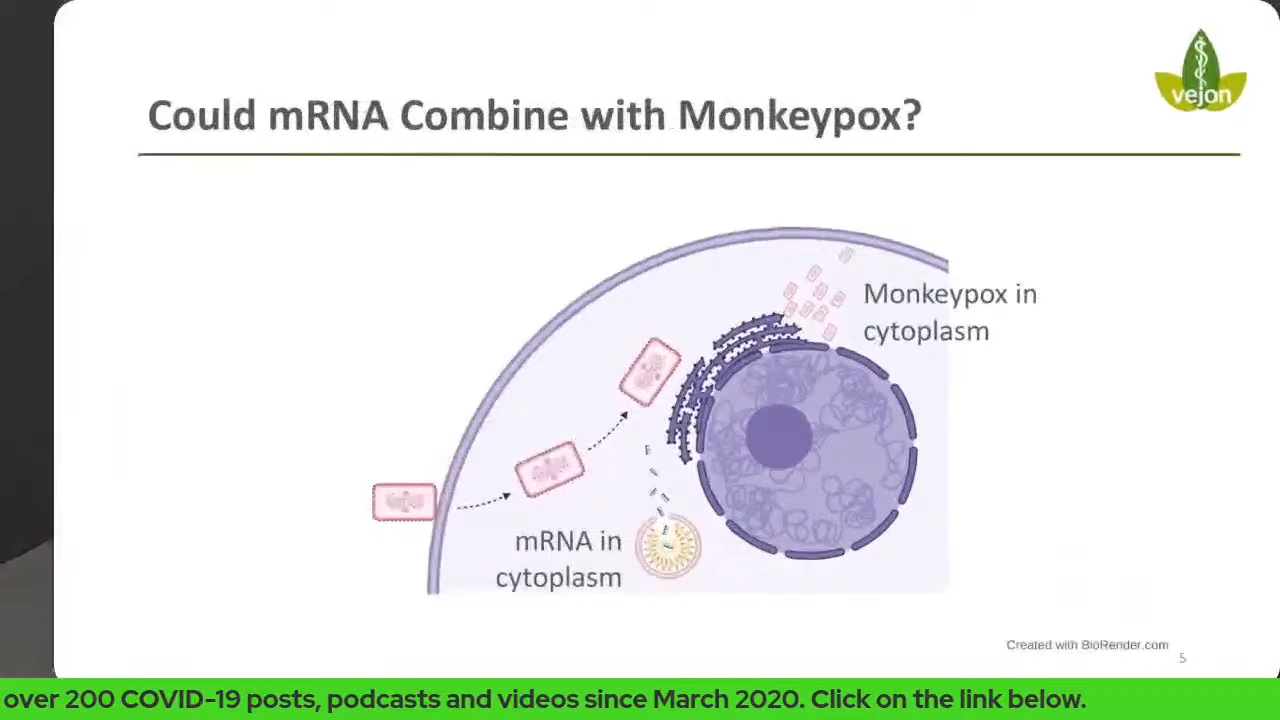 vejon
Could mRNA Combine with Monkeypox?
Monkeypox in
cytoplasm
mRNA in
cytoplasm
Created with BioRender.com
5
over 200 COVID-19 posts, podcasts and videos since March 2020. Click on the link below.